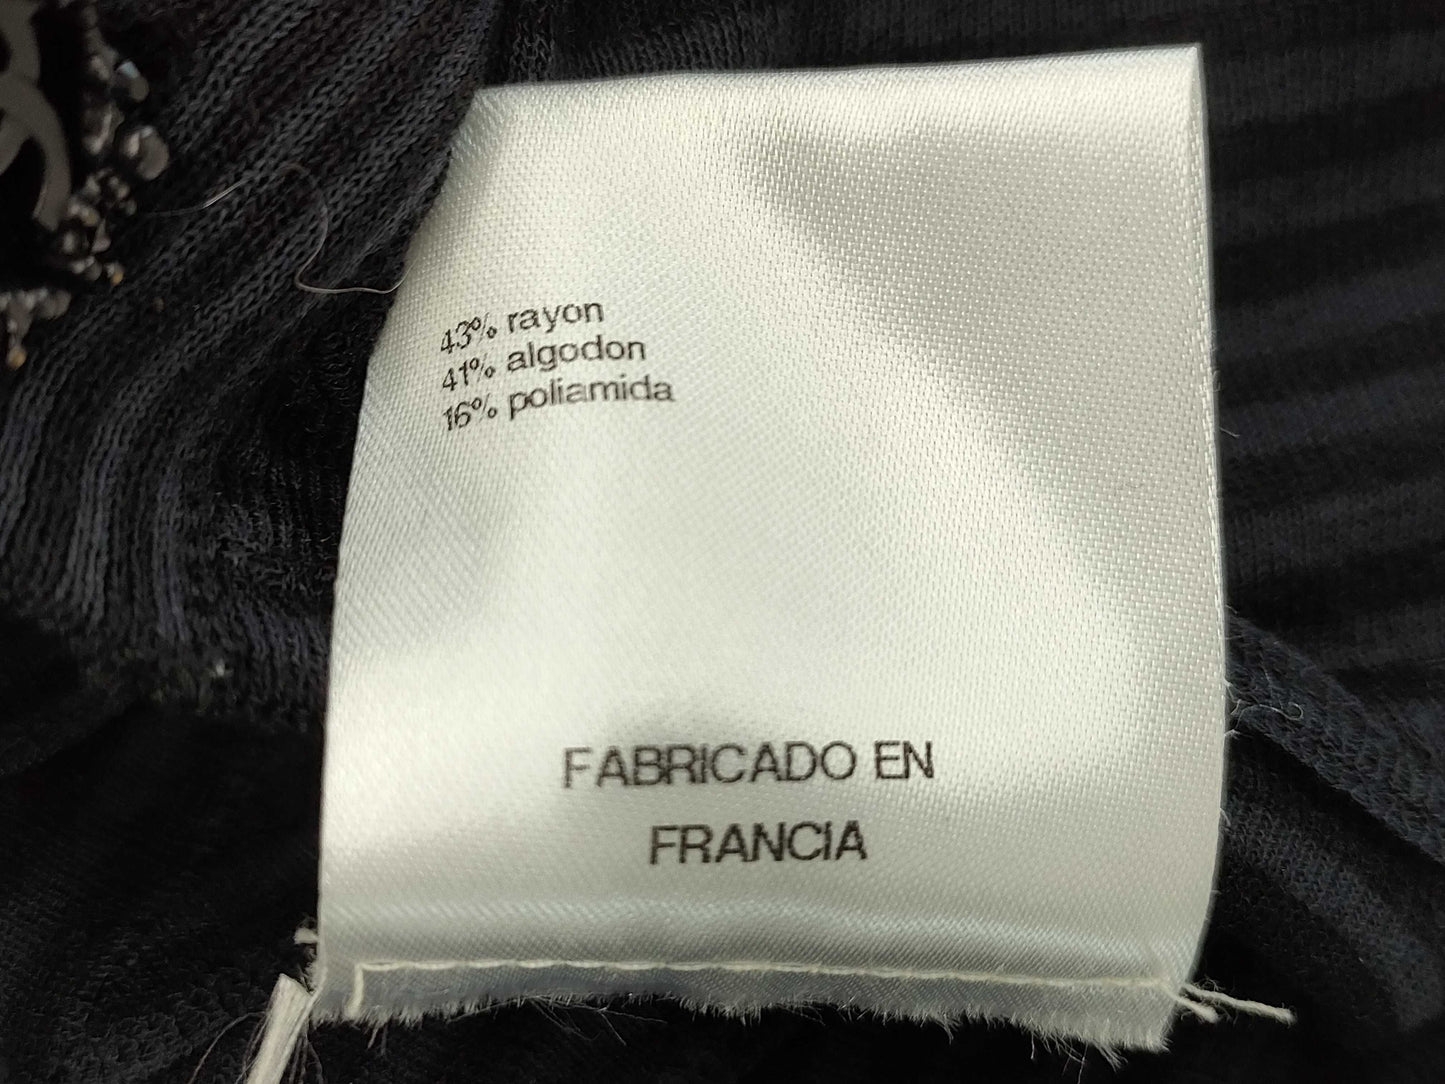 43% rayon
41% algodon
16% poliamida
FABRICADO EN
FRANCIA